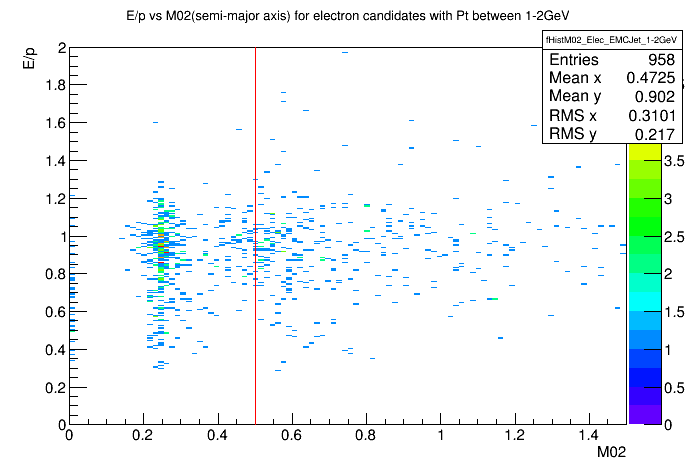 E/p vs M02(semi-major axis) for electron candidates with Pt between 1-2GeV
fHistM02_Elec_EMCJet_1-2GeV
Entries 958
Mean x 0.4725
Mean y 0.902
RMS x 0.3101
RMS y 0.217
E/p
2
1.8
1.6
1.4
1.2
1
0.8
0.6
0.4
0.2
0
0 0.2 0.4 0.6 0.8 1 1.2 1.4
M02
3.5
3
2.5
2
1.5
1
0.5
0